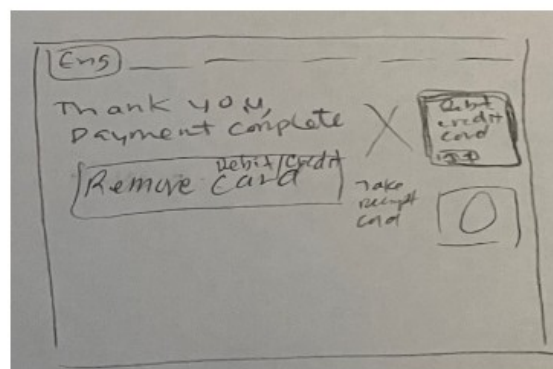 Eng
Thank you,
Payment complete
Debit/Credit
Remove Card
Debit
credit
card
Take
receipt
card